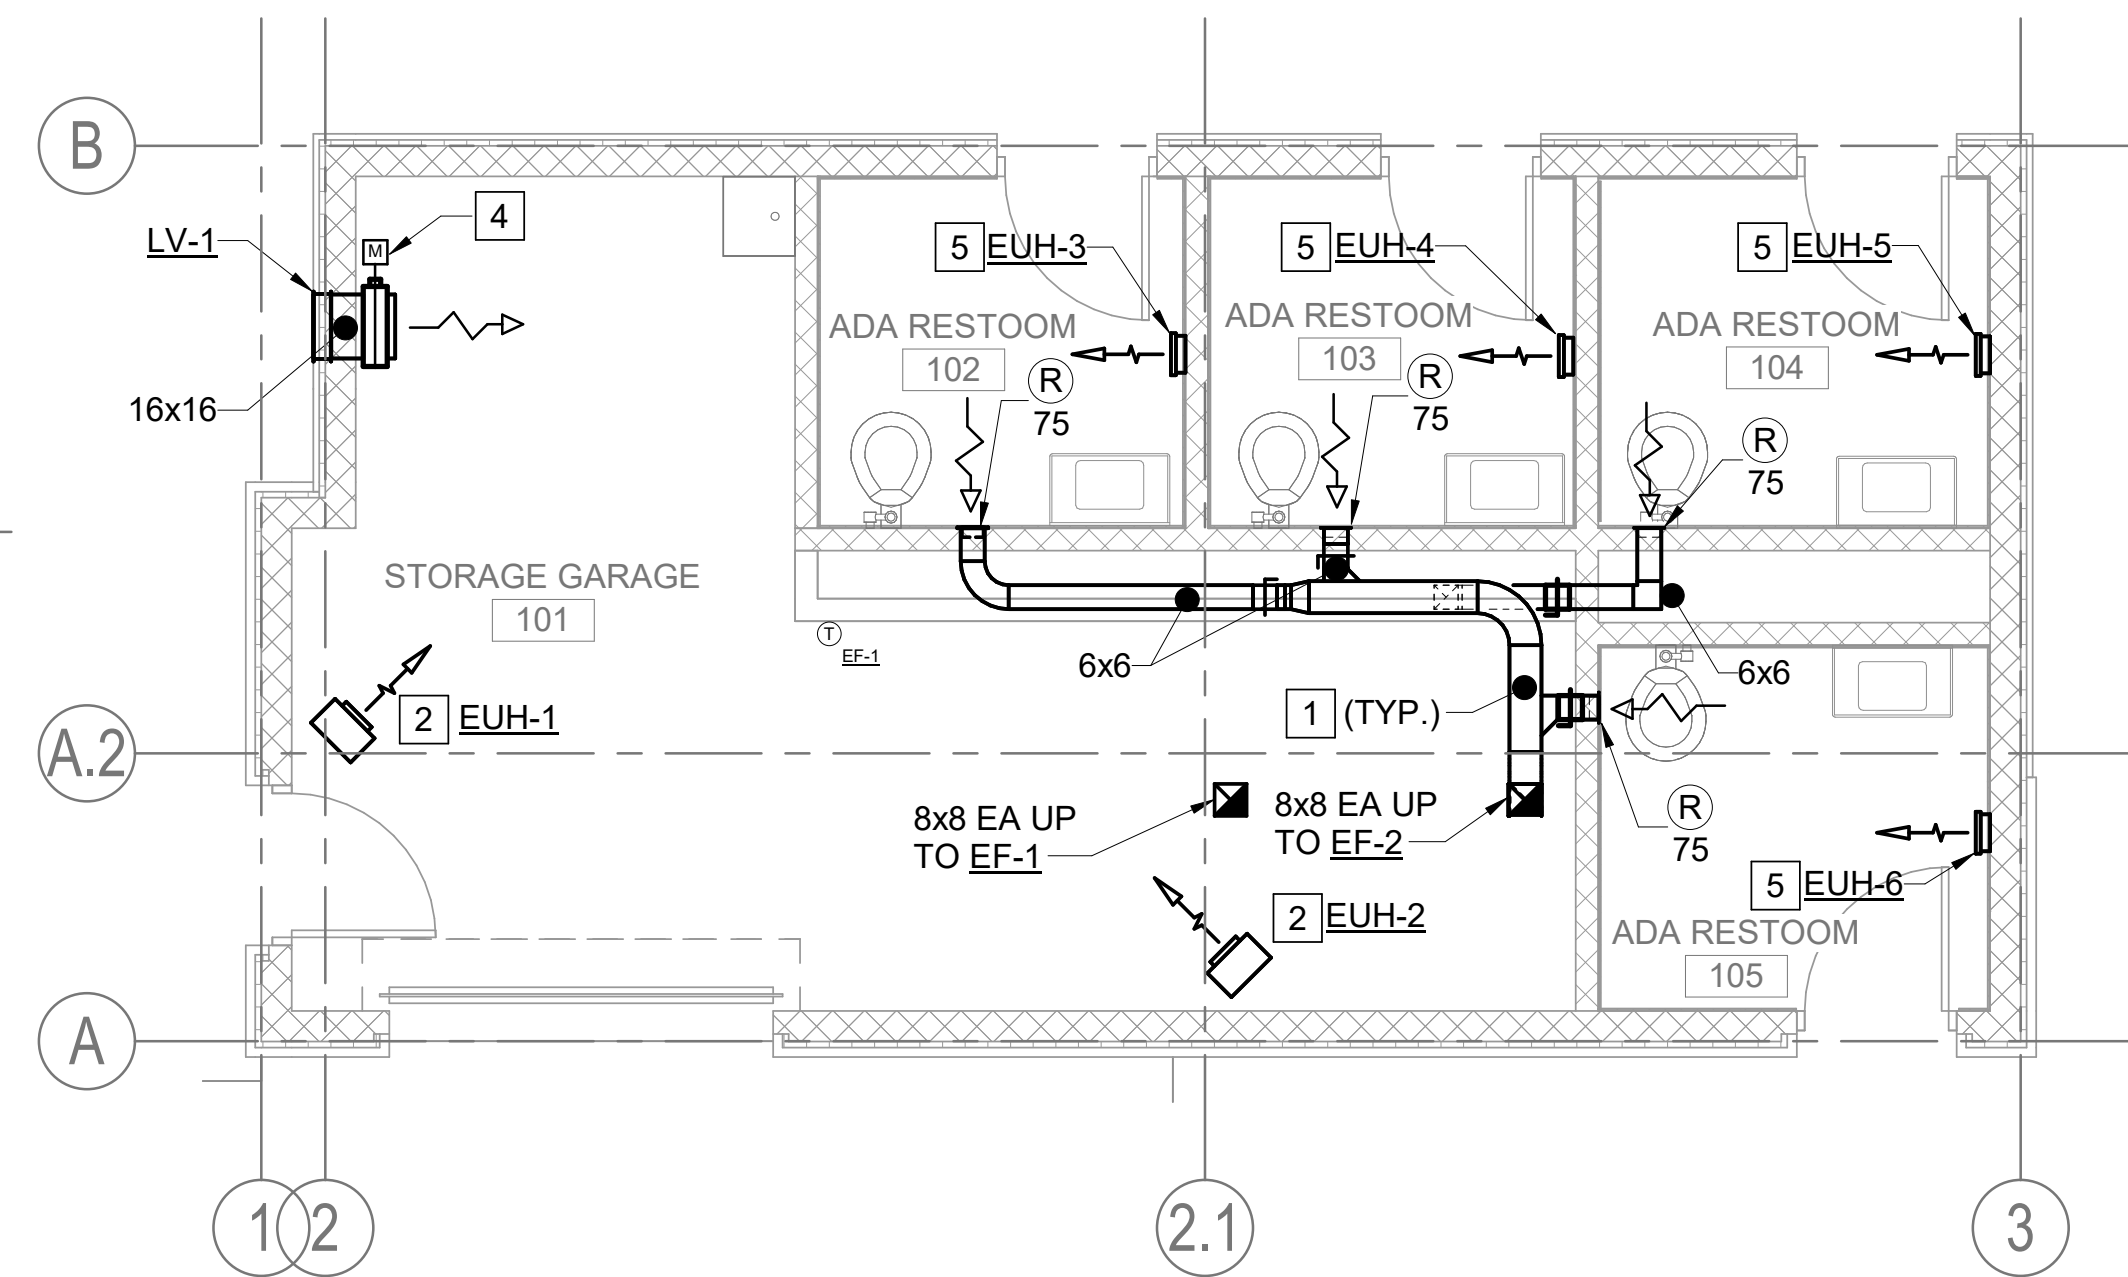 B
4
LV-1
M
5 EUH-3
5 EUH-4
5 EUH-5
ADA RESTOOM
102
ADA RESTOOM
103
ADA RESTOOM
104
R
75
R
75
R
75
16x16
STORAGE GARAGE
101
T
EF-1
6x6
6x6
2 EUH-1
1 (TYP.)
A.2
8x8 EA UP
TO EF-1
8x8 EA UP
TO EF-2
R
75
5 EUH-6
2 EUH-2
ADA RESTOOM
105
A
1
2
2.1
3